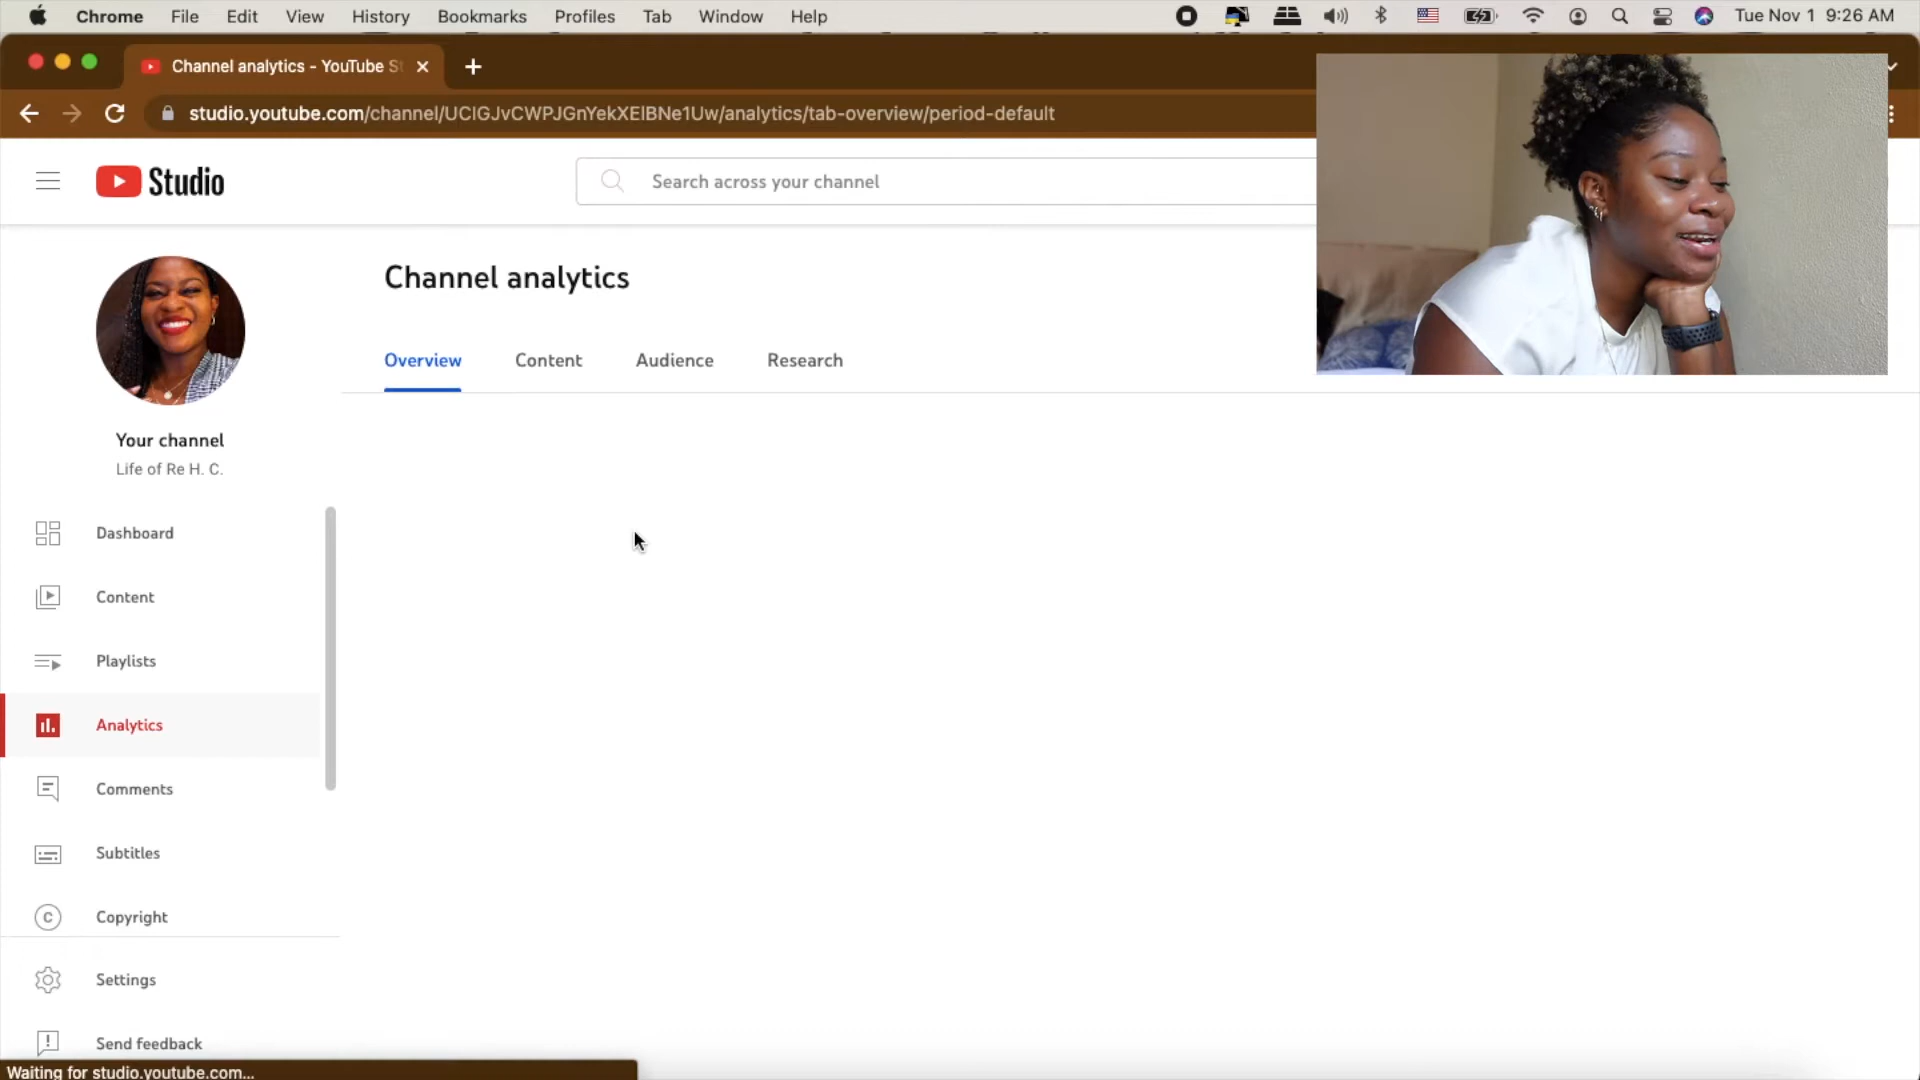 Chrome File Edit View History Bookmarks Profiles Tab Window Help Tue Nov 1 9:26 AM
Channel analytics - YouTube St
studio.youtube.com/channel/UCIGJvCWPJGnYekXEIBNe1Uw/analytics/tab-overview/period-default
Studio
Search across your channel
Channel analytics
Overview Content Audience Research
Your channel
Life of Re H. C.
Dashboard
Content
Playlists
Analytics
Comments
Subtitles
Copyright
Settings
Send feedback
Waiting for studio.youtube.com...